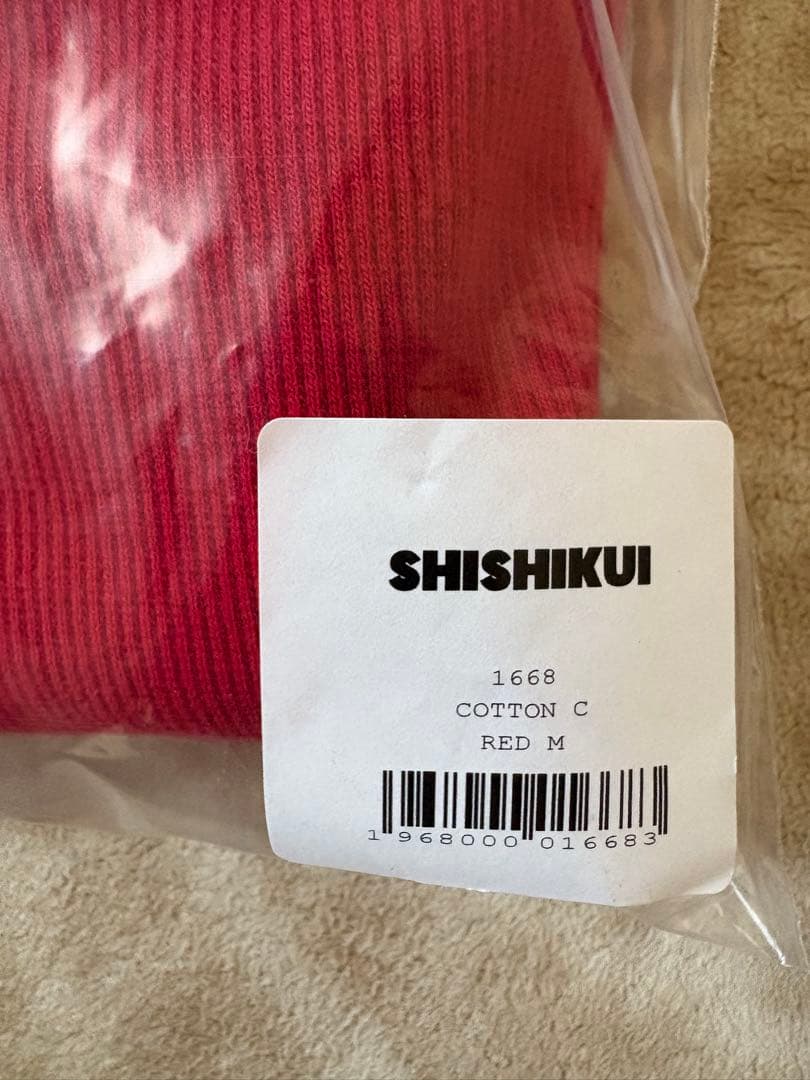 SHISHIKUI
1668
COTTON C
RED M
1 968000 016683